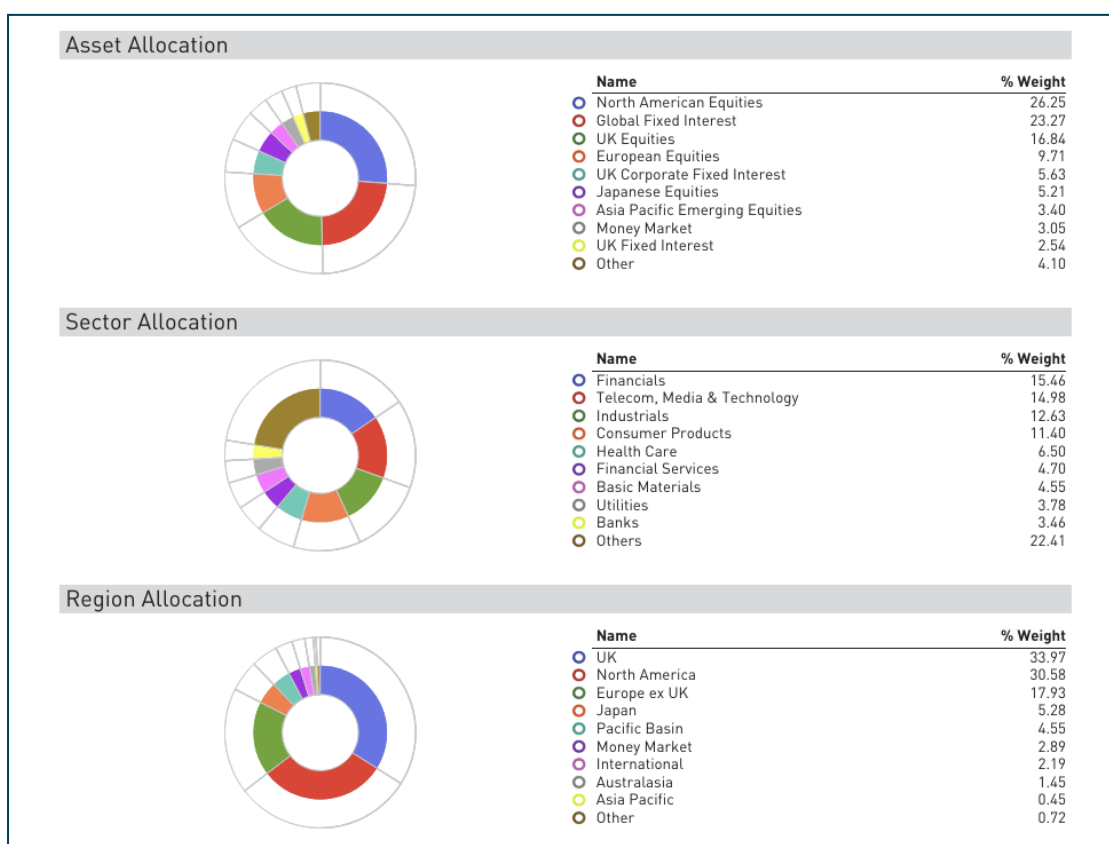 Asset Allocation
Name % Weight
North American Equities 26.25
Global Fixed Interest 23.27
UK Equities 16.84
European Equities 9.71
UK Corporate Fixed Interest 5.63
Japanese Equities 5.21
Asia Pacific Emerging Equities 3.40
Money Market 3.05
UK Fixed Interest 2.54
Other 4.10
Sector Allocation
Name % Weight
Financials 15.46
Telecom, Media & Technology 14.98
Industrials 12.63
Consumer Products 11.40
Health Care 6.50
Financial Services 4.70
Basic Materials 4.55
Utilities 3.78
Banks 3.46
Others 22.41
Region Allocation
Name % Weight
UK 33.97
North America 30.58
Europe ex UK 17.93
Japan 5.28
Pacific Basin 4.55
Money Market 2.89
International 2.19
Australasia 1.45
Asia Pacific 0.45
Other 0.72